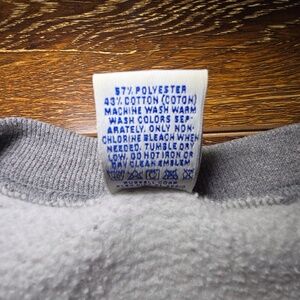 57% POLYESTER
43% COTTON (COTON)
MACHINE WASH WARM
WASH COLORS SEP-
ARATELY. ONLY NON-
CHLORINE BLEACH WHEN
NEEDED. TUMBLE DRY
LOW. DO NOT IRON OR
DRY CLEAN EMBLEM